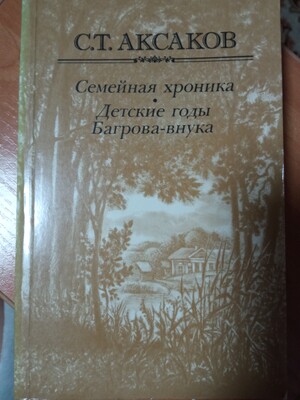 С.Т. АКСАКОВ
Семейная хроника
•
Детские годы
Багрова-внука